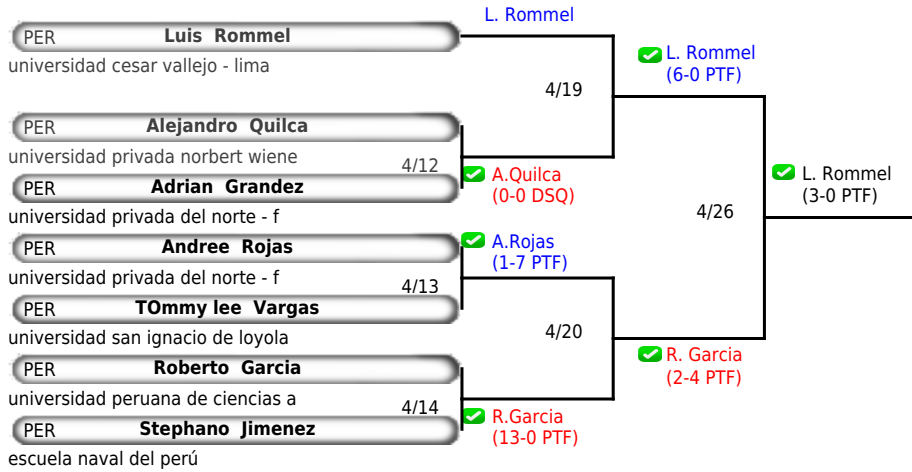 L. Rommel
PER Luis Rommel
universidad cesar vallejo - lima
L. Rommel
(6-0 PTF)
4/19
PER Alejandro Quilca
universidad privada norbert wiene
4/12
PER Adrian Grandez
A.Quilca
(0-0 DSQ)
universidad privada del norte - f
L. Rommel
(3-0 PTF)
4/26
PER Andree Rojas
A.Rojas
(1-7 PTF)
universidad privada del norte - f
4/13
PER TOmmy lee Vargas
universidad san ignacio de loyola
4/20
PER Roberto Garcia
R. Garcia
(2-4 PTF)
universidad peruana de ciencias a
4/14
PER Stephano Jimenez
R.Garcia
(13-0 PTF)
escuela naval del perú